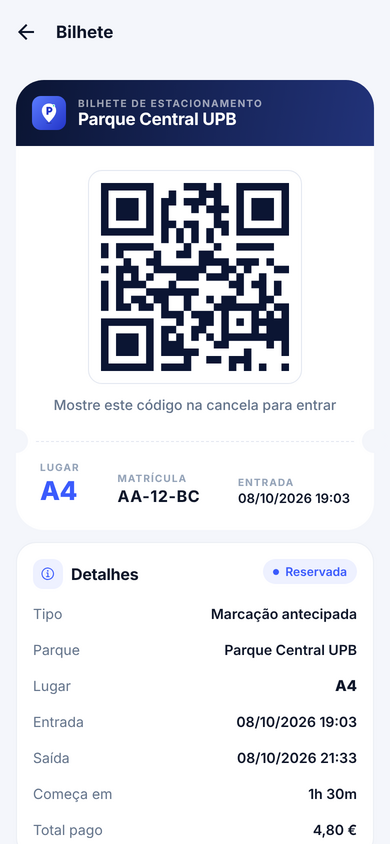 Bilhete
BILHETE DE ESTACIONAMENTO
Parque Central UPB
Mostre este código na cancela para entrar
LUGAR
A4
MATRÍCULA
AA-12-BC
ENTRADA
08/10/2026 19:03
Detalhes
Reservada
Tipo Marcação antecipada
Parque Parque Central UPB
Lugar A4
Entrada 08/10/2026 19:03
Saída 08/10/2026 21:33
Começa em 1h 30m
Total pago 4,80 €